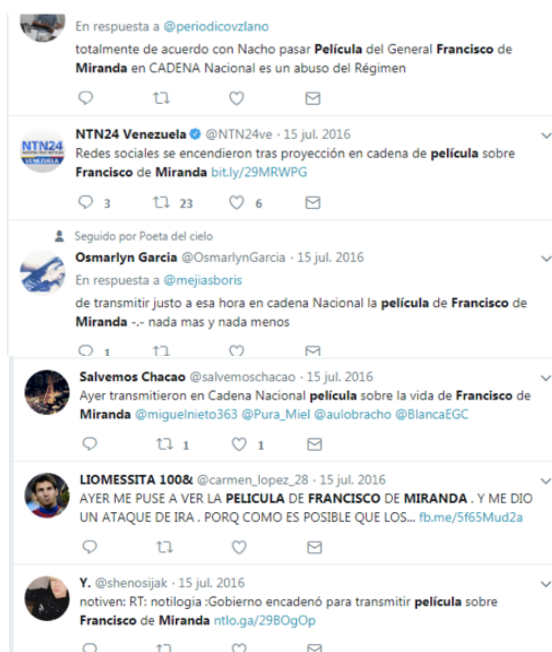 En respuesta a @periodicovzlano
totalmente de acuerdo con Nacho pasar Película del General Francisco de
Miranda en CADENA Nacional es un abuso del Régimen
NTN24
VENEZUELA
NTN24 Venezuela @NTN24ve · 15 jul. 2016
Redes sociales se encendieron tras proyección en cadena de película sobre
Francisco de Miranda bit.ly/29MRWPG
3 23 6
Seguido por Poeta del cielo
Osmarlyn Garcia @OsmarlynGarcia · 15 jul. 2016
En respuesta a @mejiasboris
de transmitir justo a esa hora en cadena Nacional la película de Francisco de
Miranda -.- nada mas y nada menos
1
Salvemos Chacao @salvemoschacao · 15 jul. 2016
Ayer transmitieron en Cadena Nacional película sobre la vida de Francisco de
Miranda @miguelnieto363 @Pura_Miel @aulobracho @BlancaEGC
1 1
LIOMESSITA 100& @carmen_lopez_28 · 15 jul. 2016
AYER ME PUSE A VER LA PELICULA DE FRANCISCO DE MIRANDA . Y ME DIO
UN ATAQUE DE IRA . PORQ COMO ES POSIBLE QUE LOS... fb.me/5f65Mud2a
Y. @shenosijak · 15 jul. 2016
notiven: RT: notilogia :Gobierno encadenó para transmitir película sobre
Francisco de Miranda ntlo.ga/29BOgOp